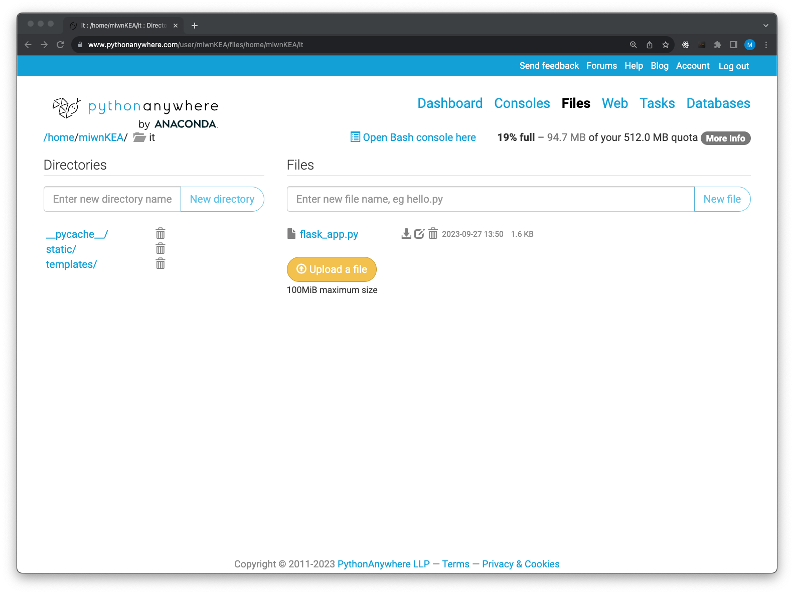 it : /home/miwnKEA/it : Direct
www.pythonanywhere.com/user/miwnKEA/files/home/miwnKEA/it
M
Send feedback Forums Help Blog Account Log out
pythonanywhere
by ANACONDA.
Dashboard Consoles Files Web Tasks Databases
/home/miwnKEA/ it
Open Bash console here
19% full – 94.7 MB of your 512.0 MB quota More Info
Directories
Files
Enter new directory name New directory
Enter new file name, eg hello.py New file
__pycache__/
static/
templates/
flask_app.py 2023-09-27 13:50 1.6 KB
Upload a file
100MiB maximum size
Copyright © 2011-2023 PythonAnywhere LLP — Terms — Privacy & Cookies